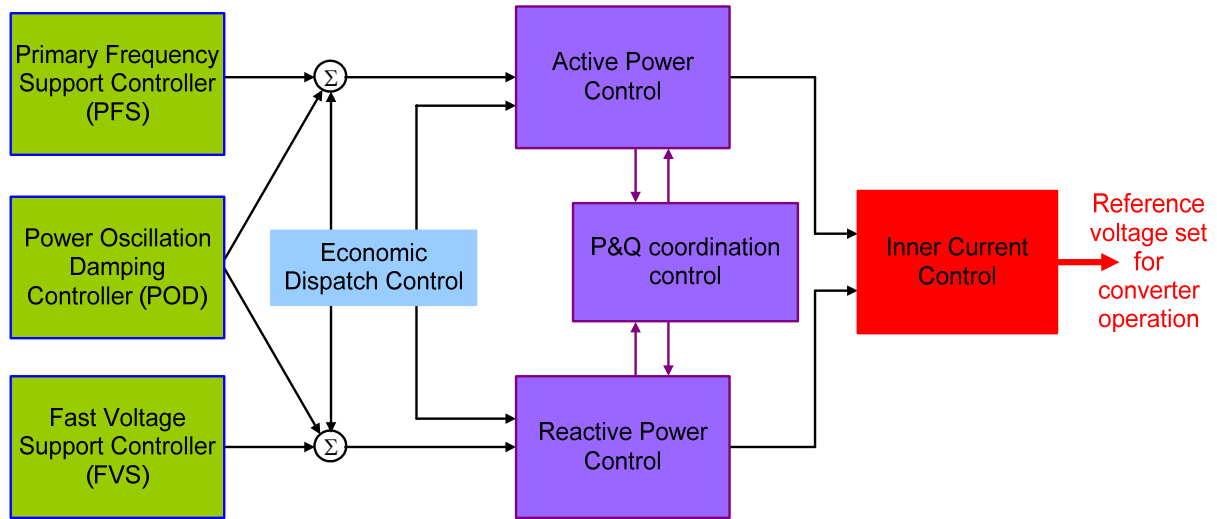 Primary Frequency
Support Controller
(PFS)
Σ
Active Power
Control
Power Oscillation
Damping
Controller (POD)
Economic
Dispatch Control
P&Q coordination
control
Inner Current
Control
Reference
voltage set
for
converter
operation
Fast Voltage
Support Controller
(FVS)
Σ
Reactive Power
Control